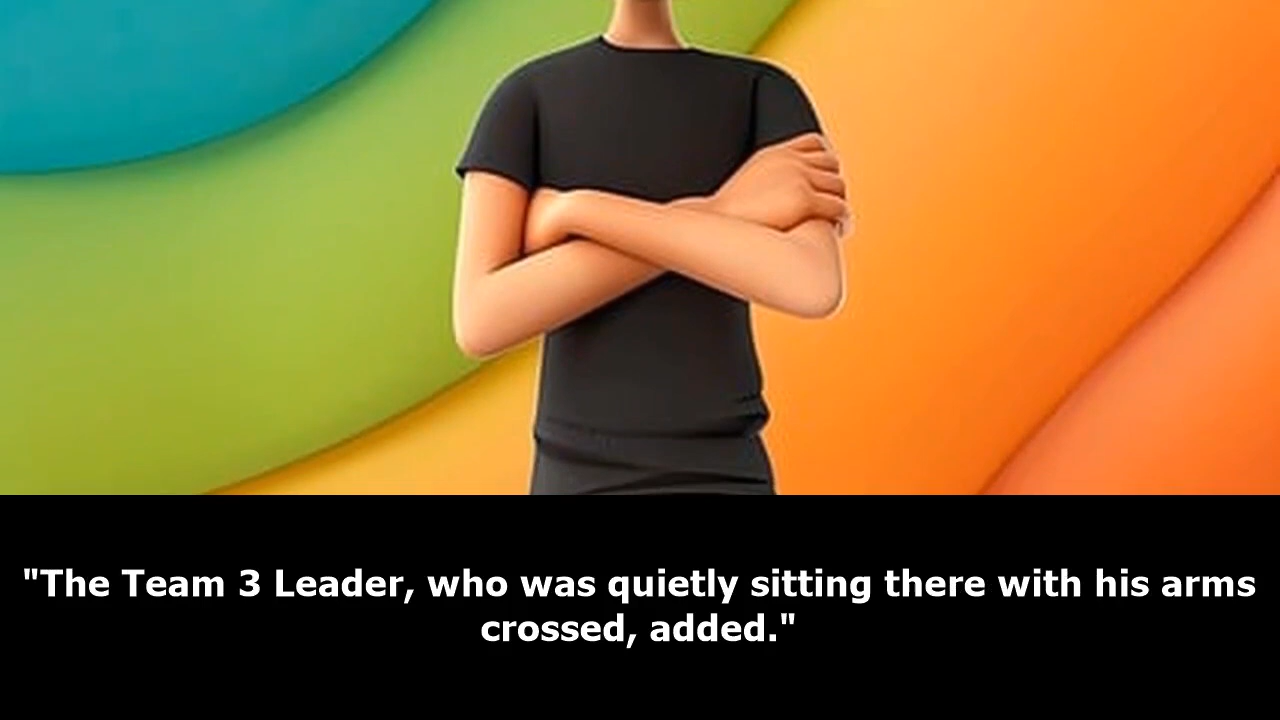 "The Team 3 Leader, who was quietly sitting there with his arms
crossed, added."